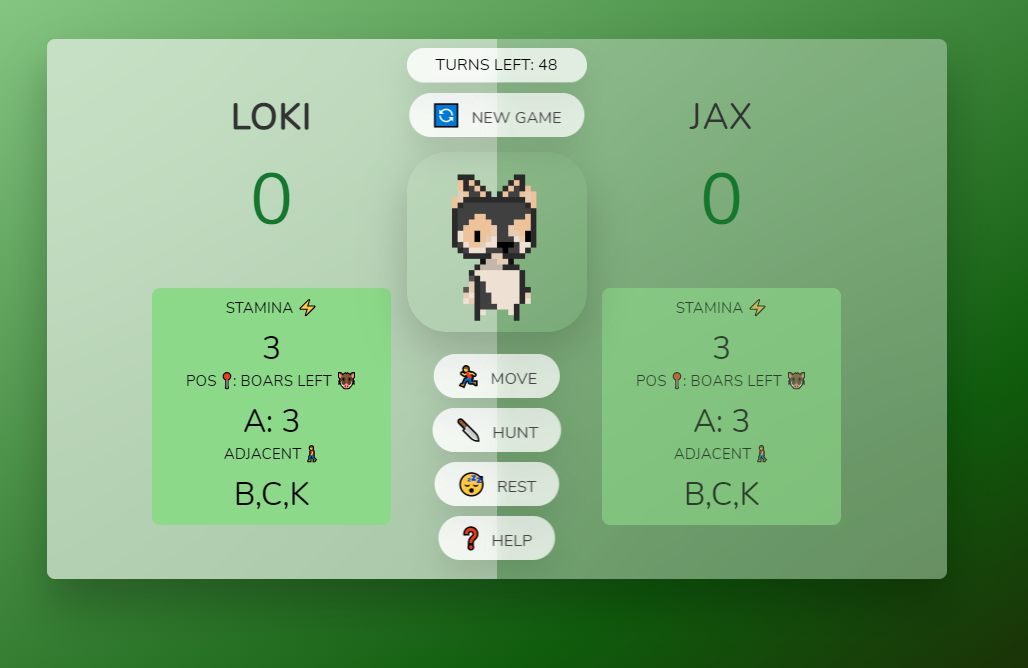 TURNS LEFT: 48
NEW GAME
LOKI
0
STAMINA ⚡
3
POS 📍: BOARS LEFT 🐗
A: 3
ADJACENT 🚶
B,C,K
MOVE
HUNT
REST
HELP
JAX
0
STAMINA ⚡
3
POS 📍: BOARS LEFT 🐗
A: 3
ADJACENT 🚶
B,C,K